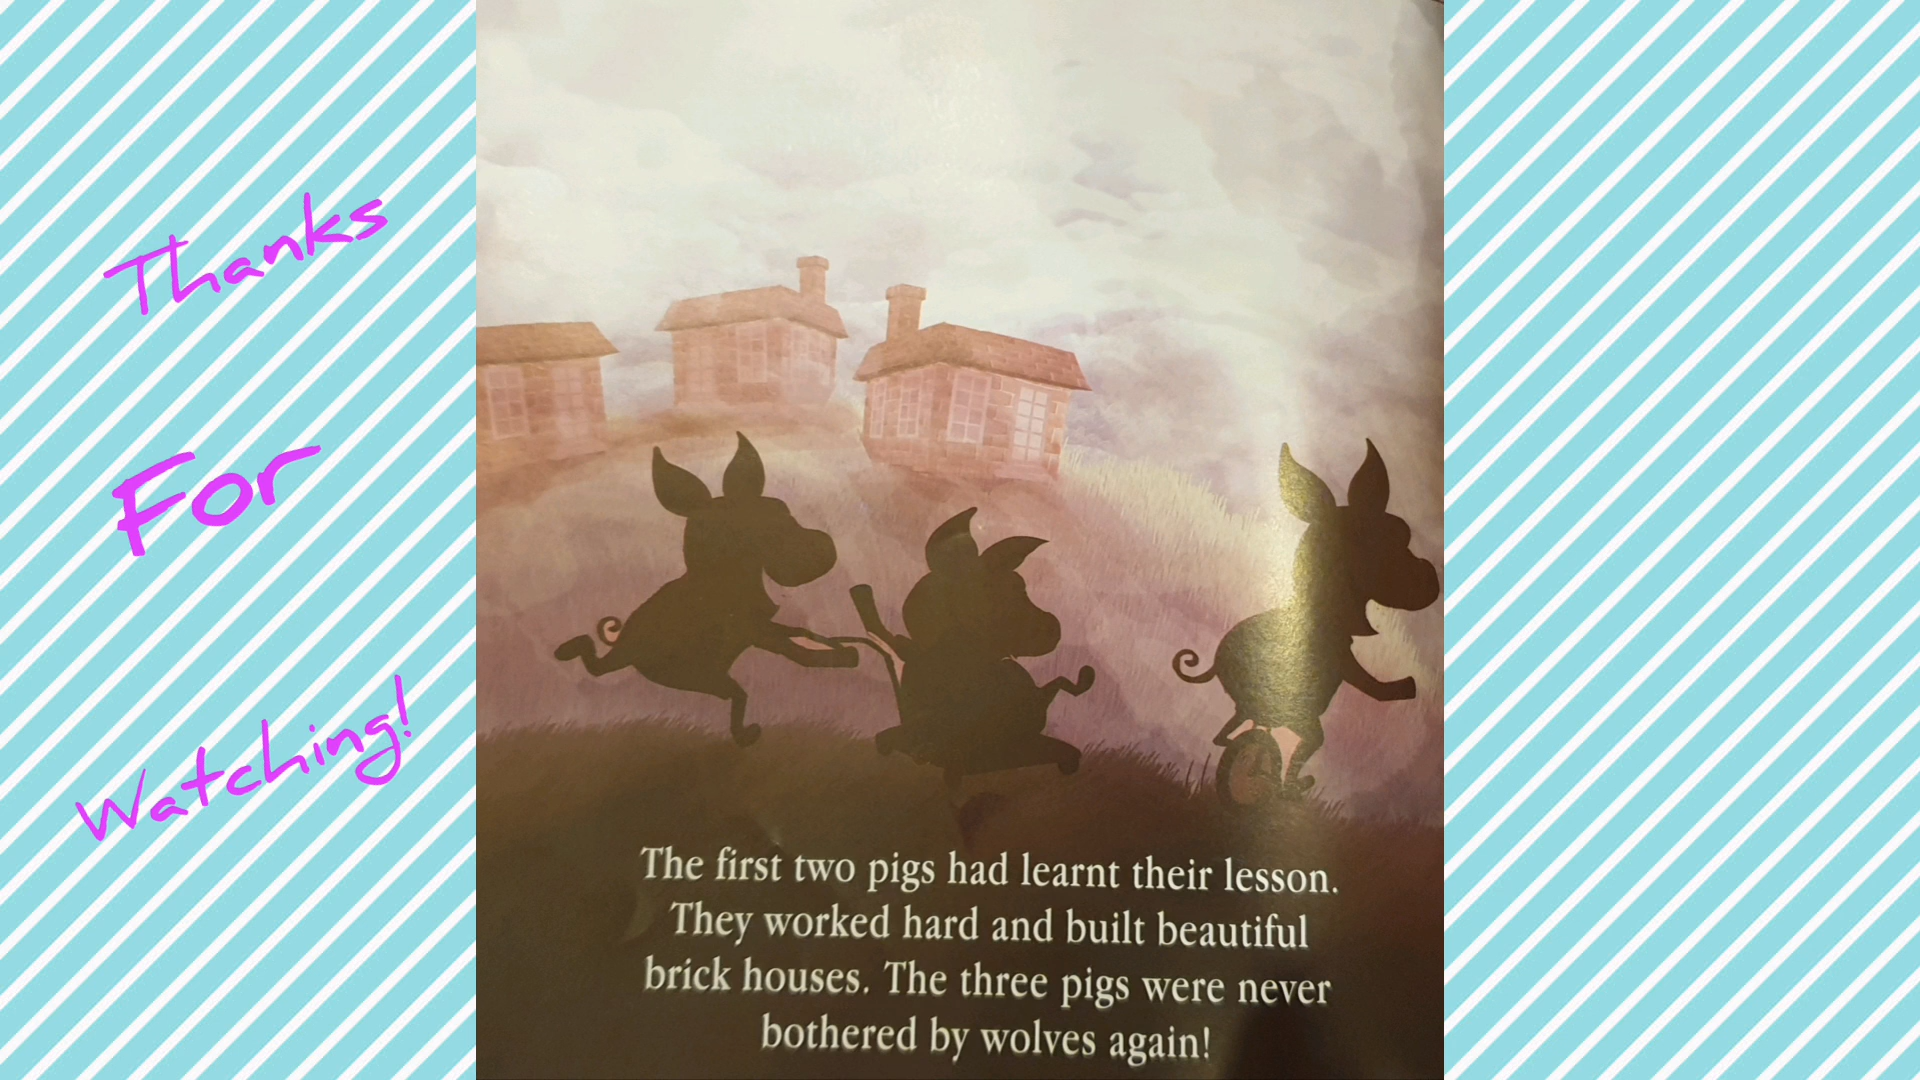 Thanks
For
Watching!
The first two pigs had learnt their lesson.
They worked hard and built beautiful
brick houses. The three pigs were never
bothered by wolves again!